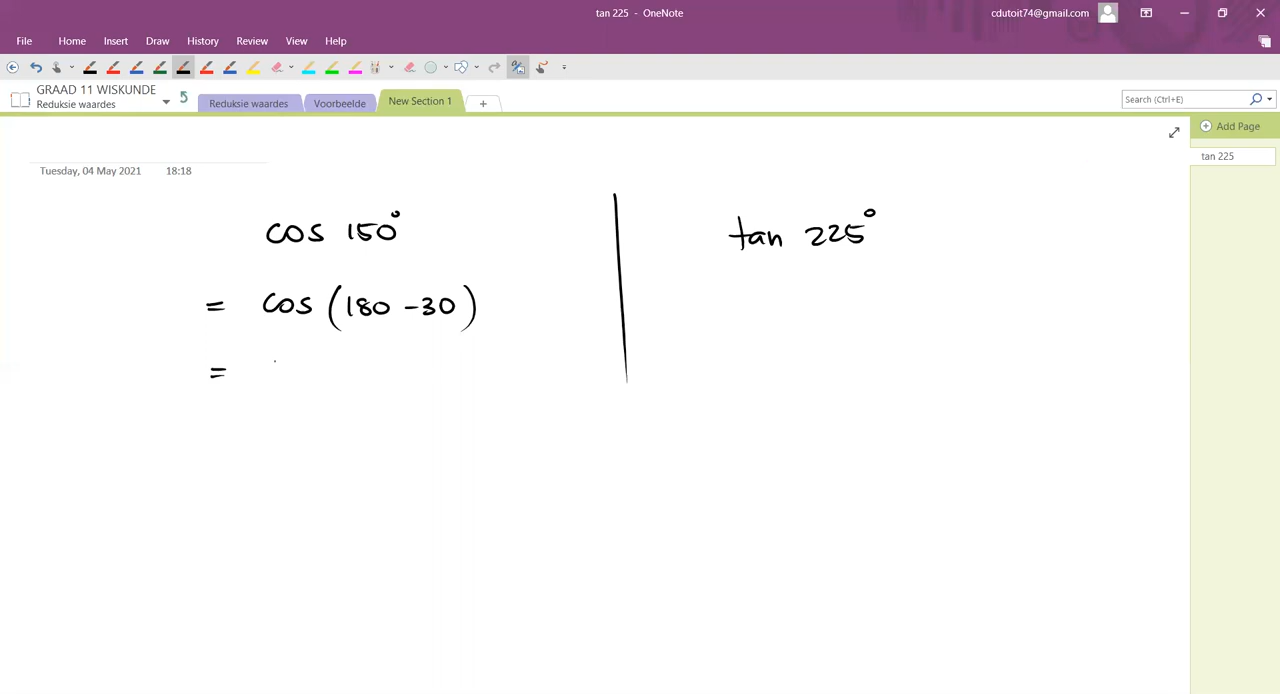 tan 225 - OneNote
cdutoit74@gmail.com
File Home Insert Draw History Review View Help
GRAAD 11 WISKUNDE
Reduksie waardes
Reduksie waardes
Voorbeelde
New Section 1
+
Search (Ctrl+E)
Add Page
tan 225
Tuesday, 04 May 2021 18:18
cos 150°
= cos (180 - 30)
=
tan 225°